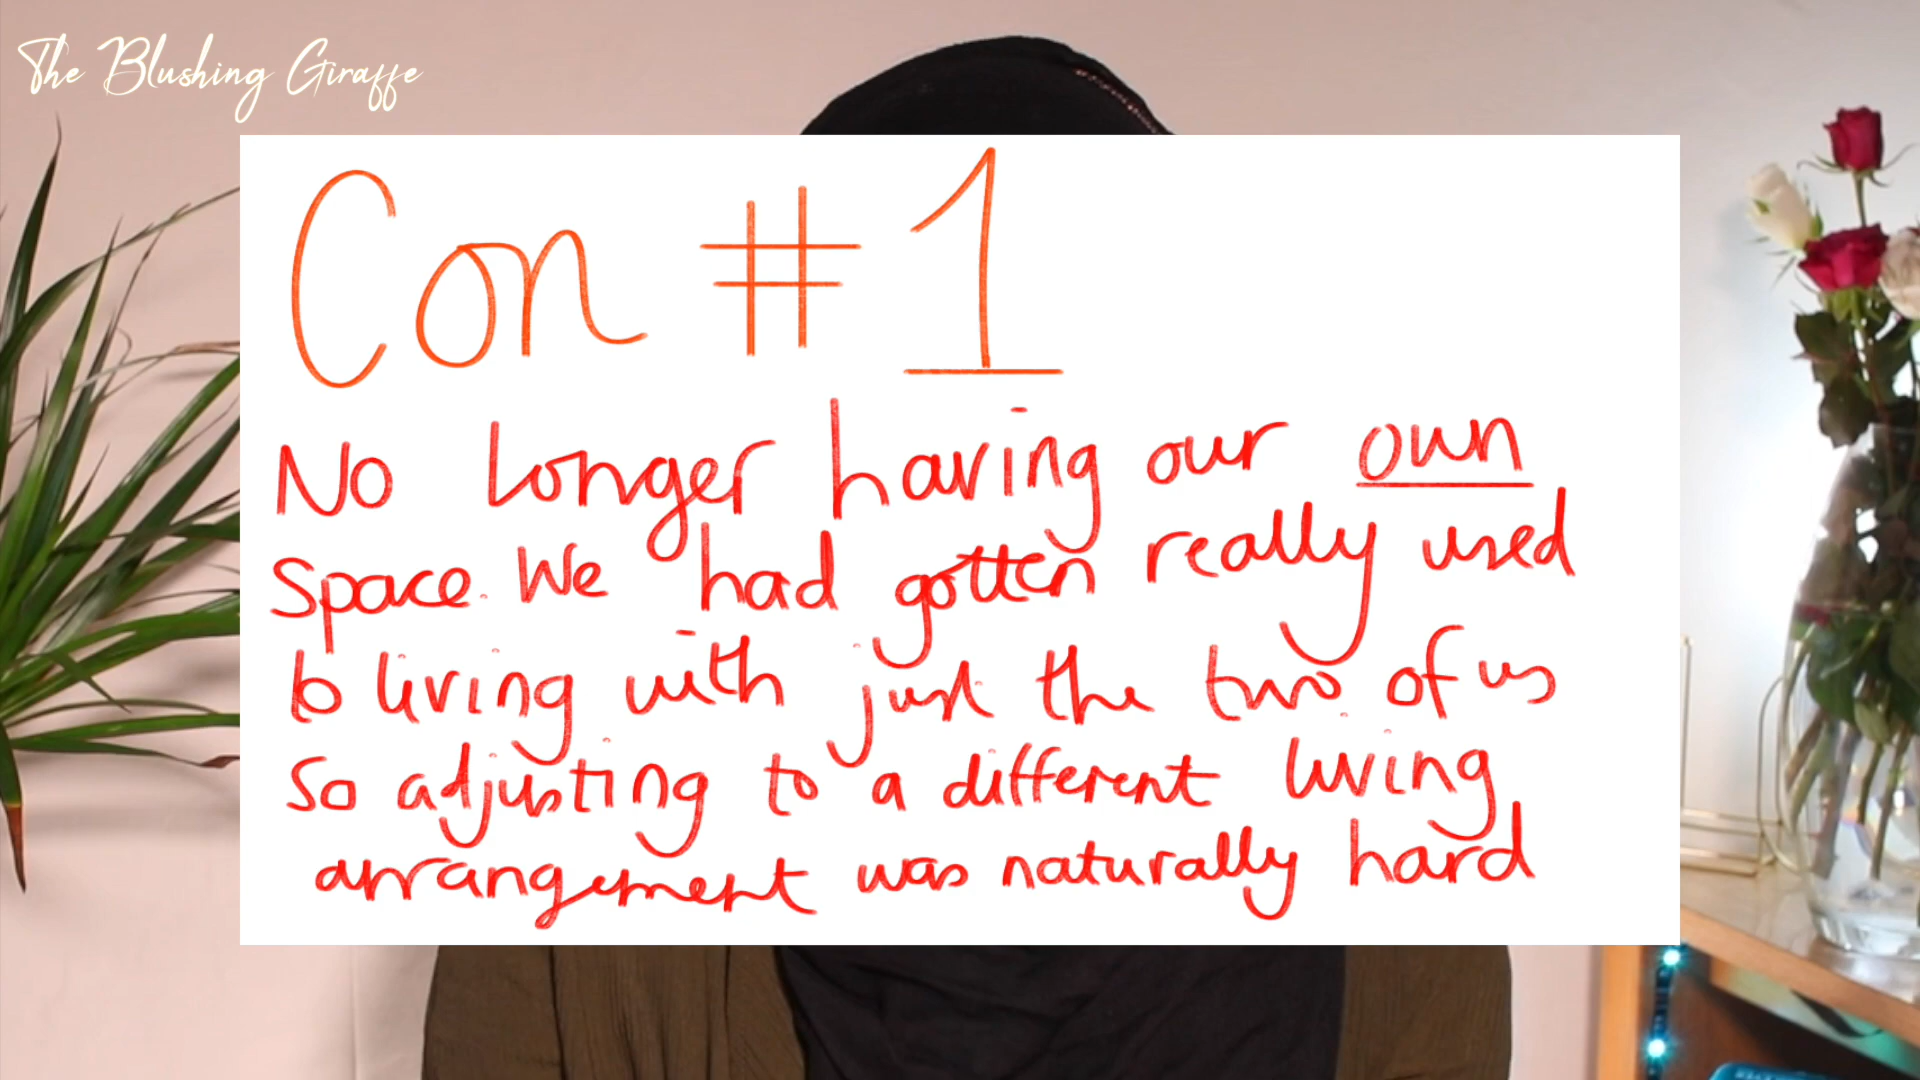 The Blushing Giraffe
Con #1
No longer having our own
space. We had gotten really used
to living with just the two of us
so adjusting to a different living
arrangement was naturally hard